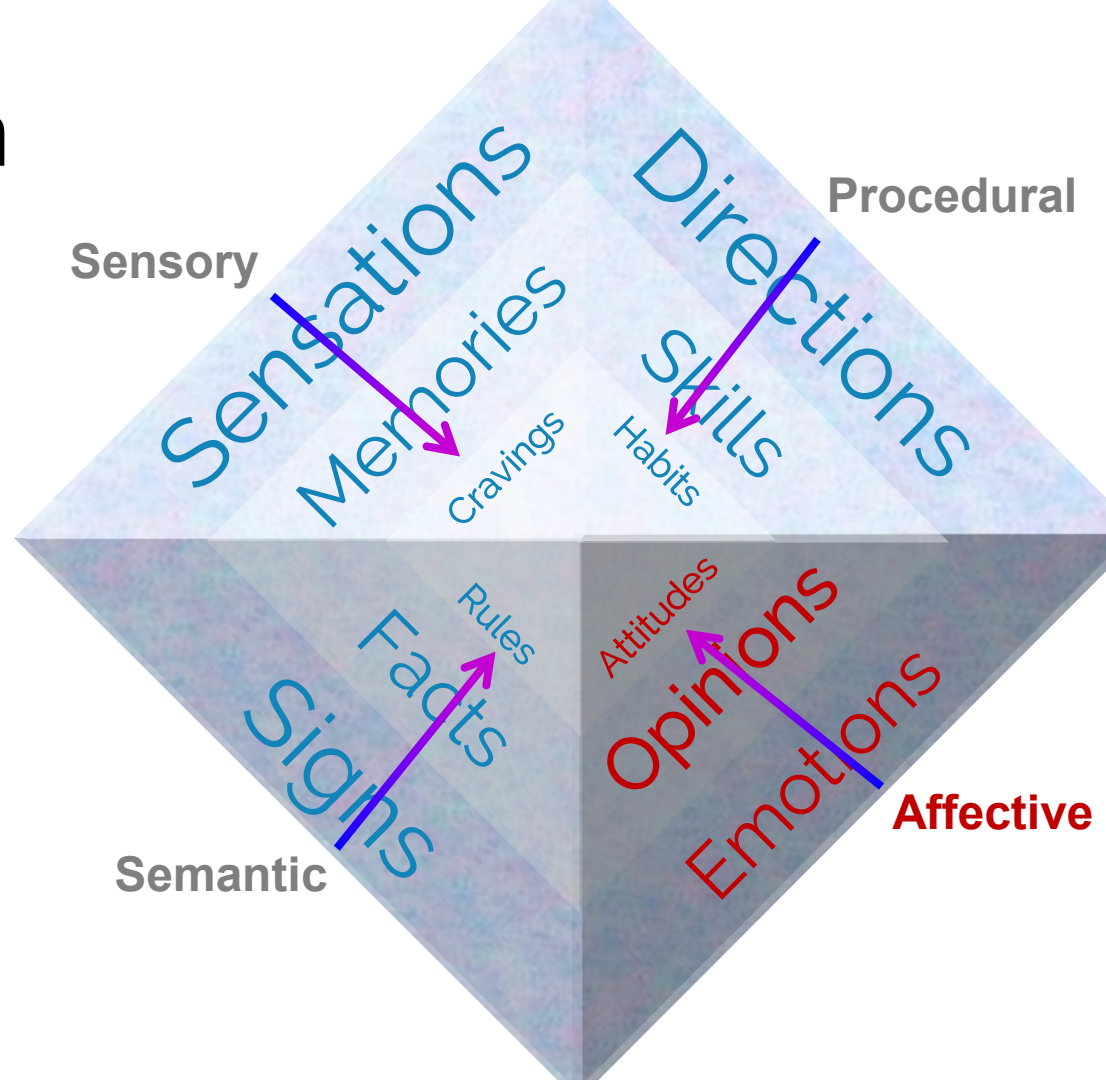 n
Sensory
Procedural
Sensations
Memories
Cravings
Directions
Skills
Habits
Signs
Facts
Rules
Attitudes
Opinions
Emotions
Semantic
Affective